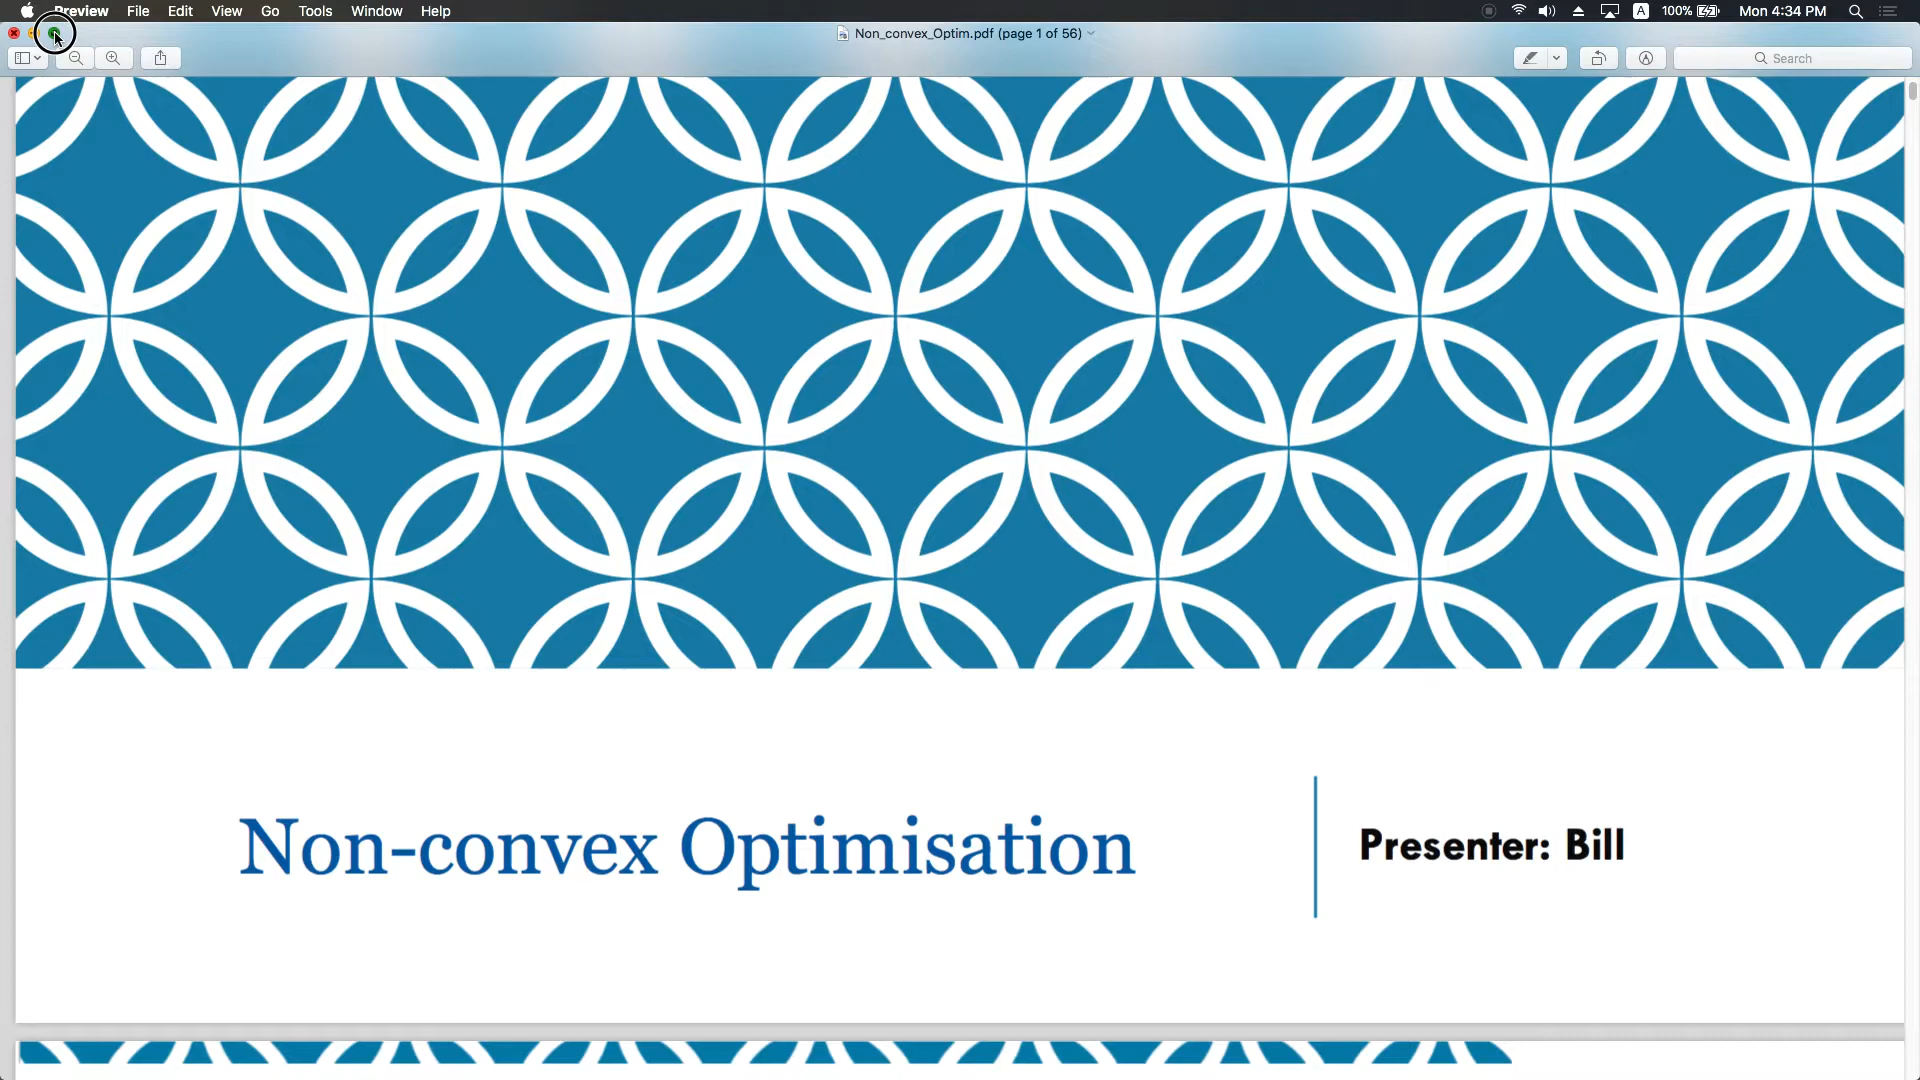 Preview File Edit View Go Tools Window Help
A 100% Mon 4:34 PM
Non_convex_Optim.pdf (page 1 of 56)
Search
Non-convex Optimisation
Presenter: Bill